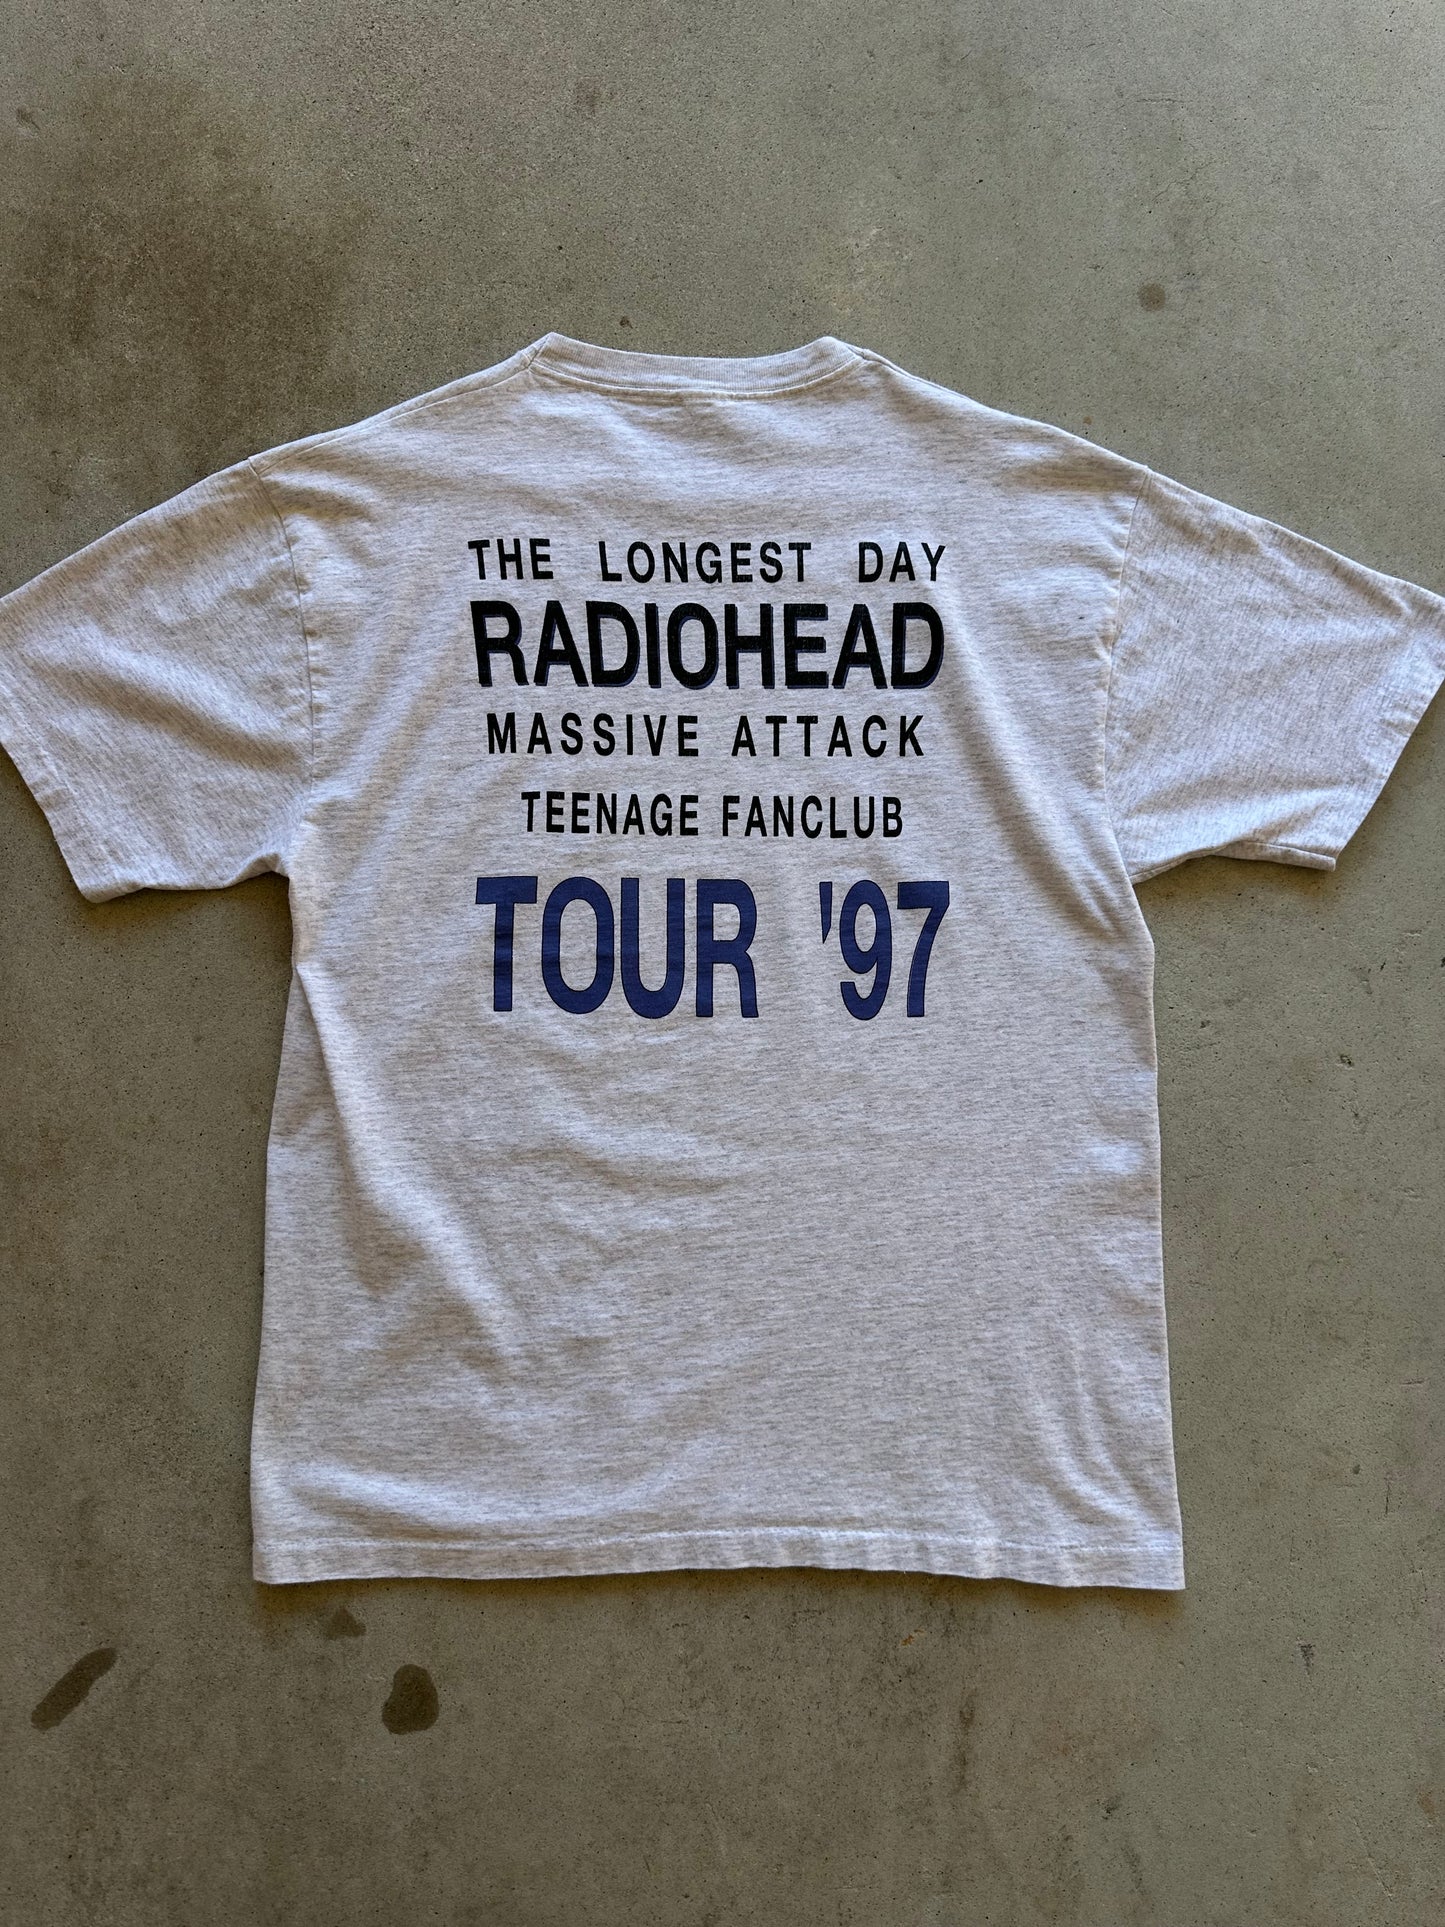 THE LONGEST DAY
RADIOHEAD
MASSIVE ATTACK
TEENAGE FANCLUB
TOUR '97